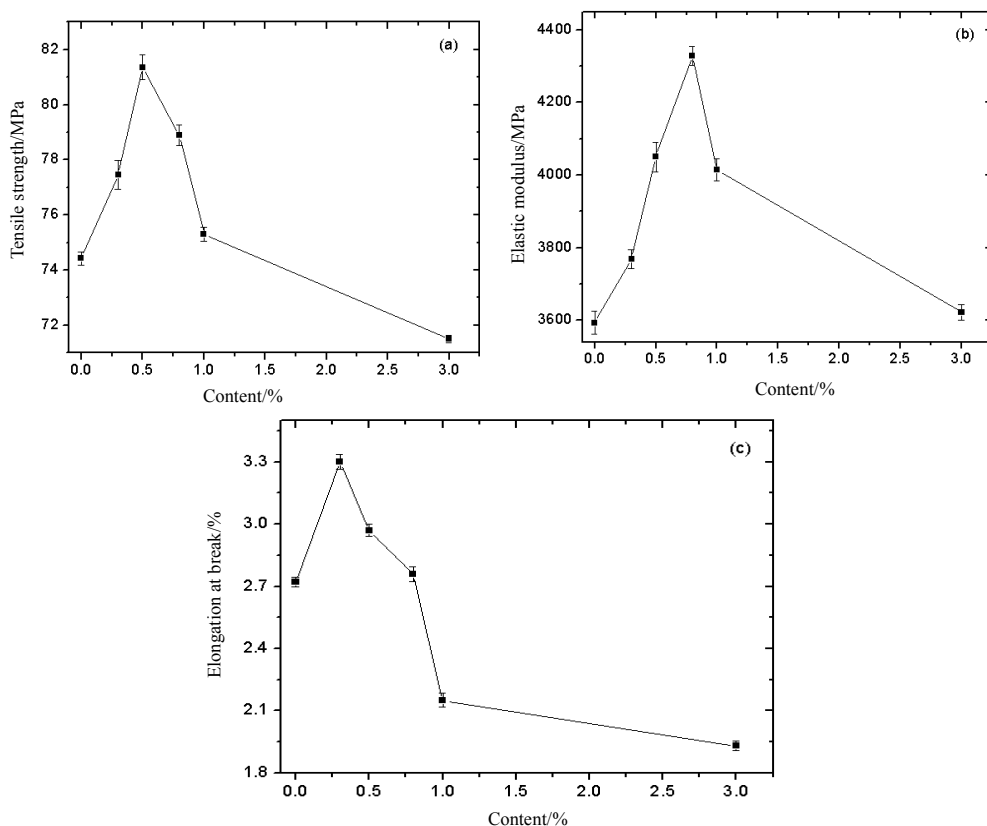 (a)
Tensile strength/MPa
82
80
78
76
74
72
0.0 0.5 1.0 1.5 2.0 2.5 3.0
Content/%
(b)
Elastic modulus/MPa
4400
4200
4000
3800
3600
0.0 0.5 1.0 1.5 2.0 2.5 3.0
Content/%
(c)
Elongation at break/%
3.3
3.0
2.7
2.4
2.1
1.8
0.0 0.5 1.0 1.5 2.0 2.5 3.0
Content/%